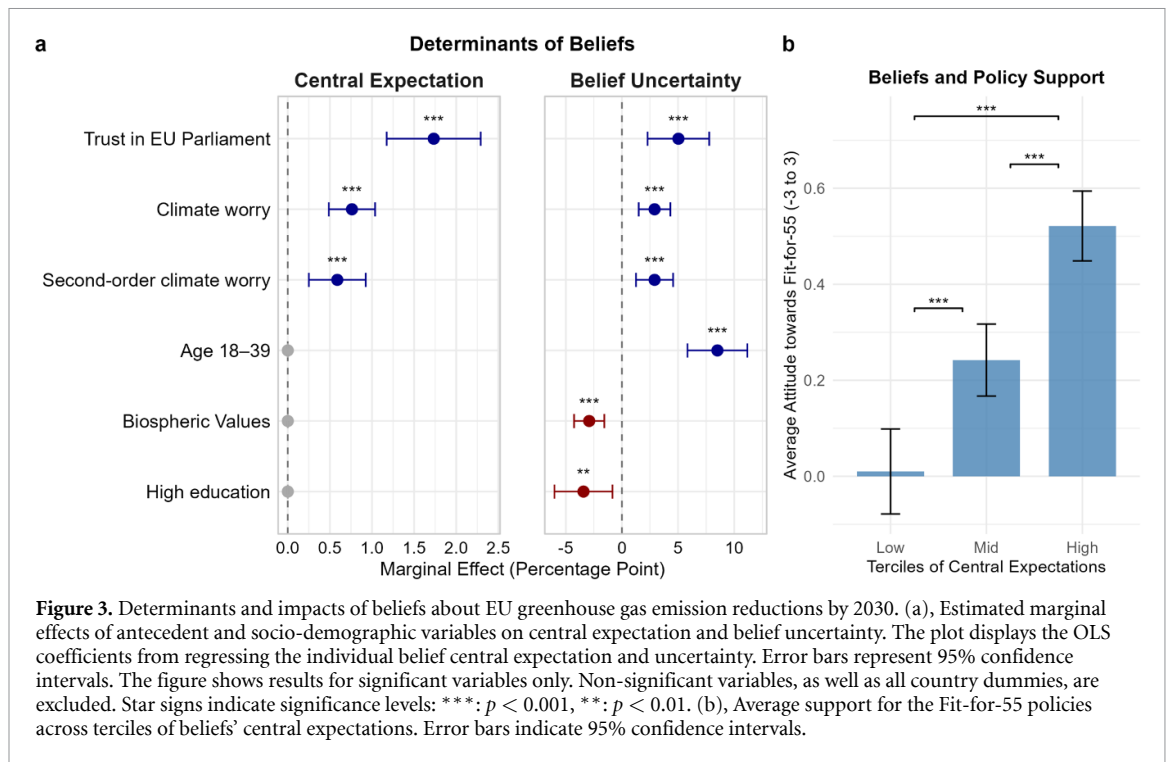 a
Determinants of Beliefs
Central Expectation
Belief Uncertainty
Trust in EU Parliament
***
***
Climate worry
***
***
Second-order climate worry
***
***
Age 18–39
***
Biospheric Values
***
High education
**
0.0 0.5 1.0 1.5 2.0 2.5
-5 0 5 10
Marginal Effect (Percentage Point)
b
Beliefs and Policy Support
***
***
***
Average Attitude towards Fit-for-55 (-3 to 3)
0.6
0.4
0.2
0.0
Low Mid High
Terciles of Central Expectations
Figure 3. Determinants and impacts of beliefs about EU greenhouse gas emission reductions by 2030. (a), Estimated marginal
effects of antecedent and socio-demographic variables on central expectation and belief uncertainty. The plot displays the OLS
coefficients from regressing the individual belief central expectation and uncertainty. Error bars represent 95% confidence
intervals. The figure shows results for significant variables only. Non-significant variables, as well as all country dummies, are
excluded. Star signs indicate significance levels: ***: p < 0.001, **: p < 0.01. (b), Average support for the Fit-for-55 policies
across terciles of beliefs’ central expectations. Error bars indicate 95% confidence intervals.